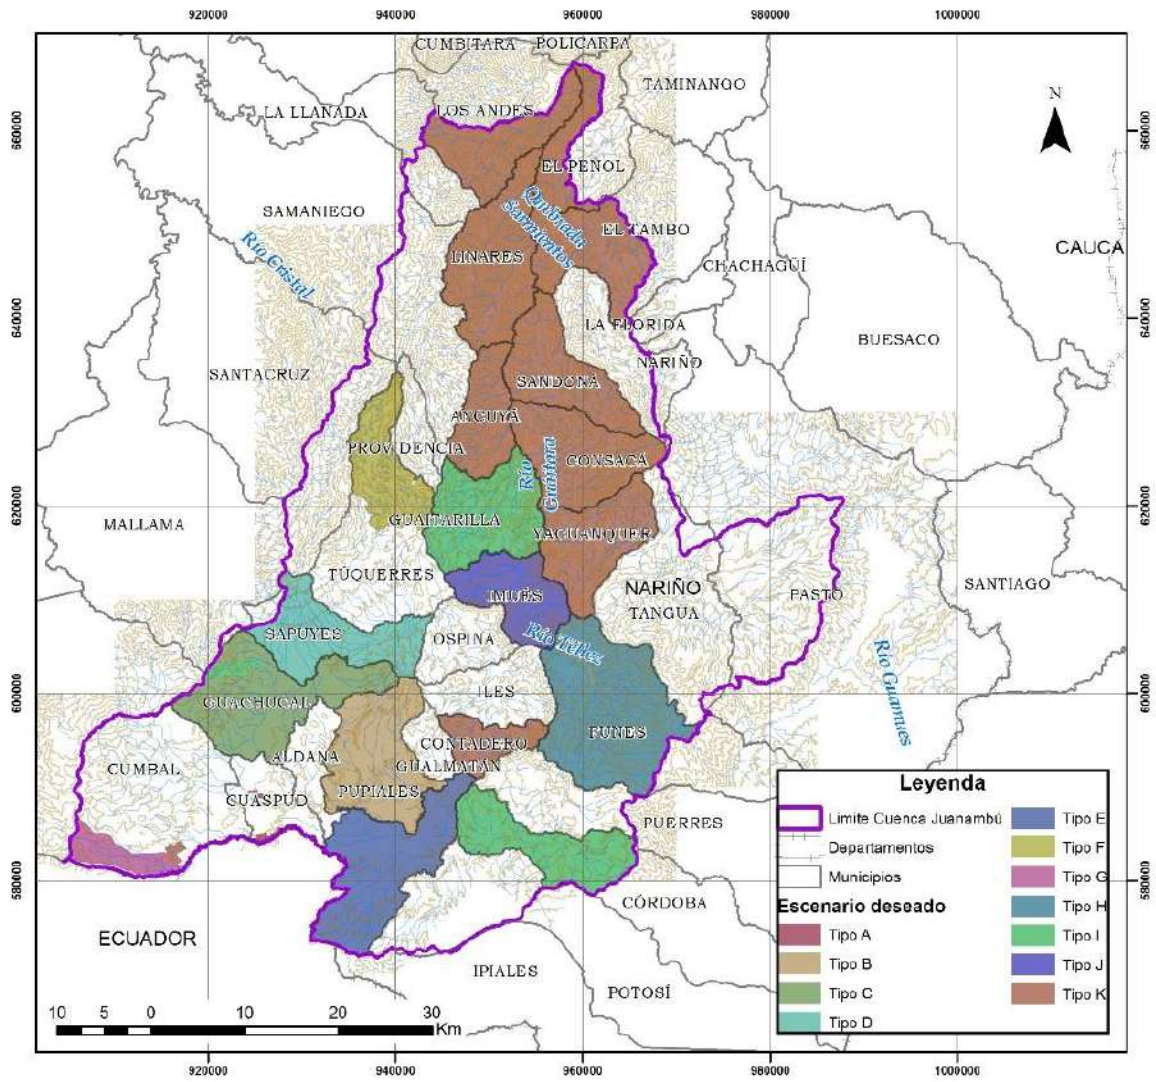 920000 940000 960000 980000 1000000
CUMBITARA POLICARPA
TAMINANGO
LOS ANDES
LA LLANADA
N
660000 660000
EL PEÑOL
SAMANIEGO
Quibrada
Sarmientos
EL TAMBO
Río Cristal
LINARES
CHACHAGÜÍ
CAUCA
640000 640000
LA FLORIDA
BUESACO
NARIÑO
SANTACRUZ
SANDONÁ
ANCUYÁ
PROVIDENCIA
CONSACÁ
Río
Guáitara
620000 620000
MALLAMA
GUAITARILLA
YACUANQUER
TÚQUERRES
NARIÑO
TANGUA
PASTO
SANTIAGO
IMUÉS
SAPUYES
OSPINA
Río Téllez
Río Guamues
600000 600000
ILES
GUACHUCAL
FUNES
CONTADERO
ALDANA
GUALMATÁN
CUMBAL
CUASPUD
PUPIALES
PUERRES
580000 580000
CÓRDOBA
ECUADOR
IPIALES
POTOSÍ
Leyenda
Limite Cuenca Juanambú
Departamentos
Municipios
Escenario deseado
Tipo A
Tipo B
Tipo C
Tipo D
Tipo E
Tipo F
Tipo G
Tipo H
Tipo I
Tipo J
Tipo K
10 5 0 10 20 30
Km
920000 940000 960000 980000 1000000